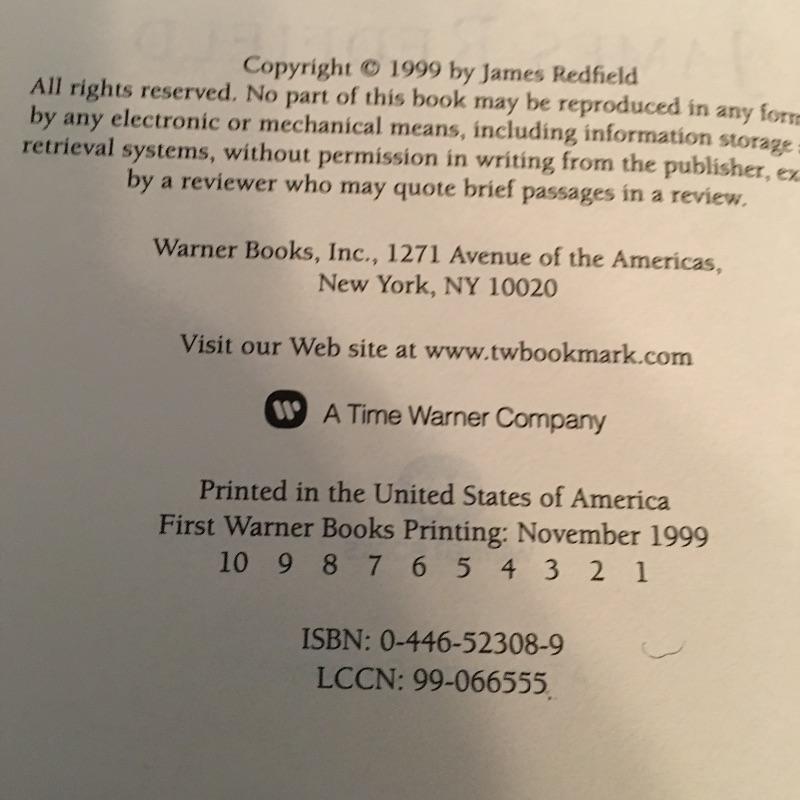 Copyright © 1999 by James Redfield
All rights reserved. No part of this book may be reproduced in any form
by any electronic or mechanical means, including information storage
retrieval systems, without permission in writing from the publisher, ex
by a reviewer who may quote brief passages in a review.
Warner Books, Inc., 1271 Avenue of the Americas,
New York, NY 10020
Visit our Web site at www.twbookmark.com
A Time Warner Company
Printed in the United States of America
First Warner Books Printing: November 1999
10 9 8 7 6 5 4 3 2 1
ISBN: 0-446-52308-9
LCCN: 99-066555